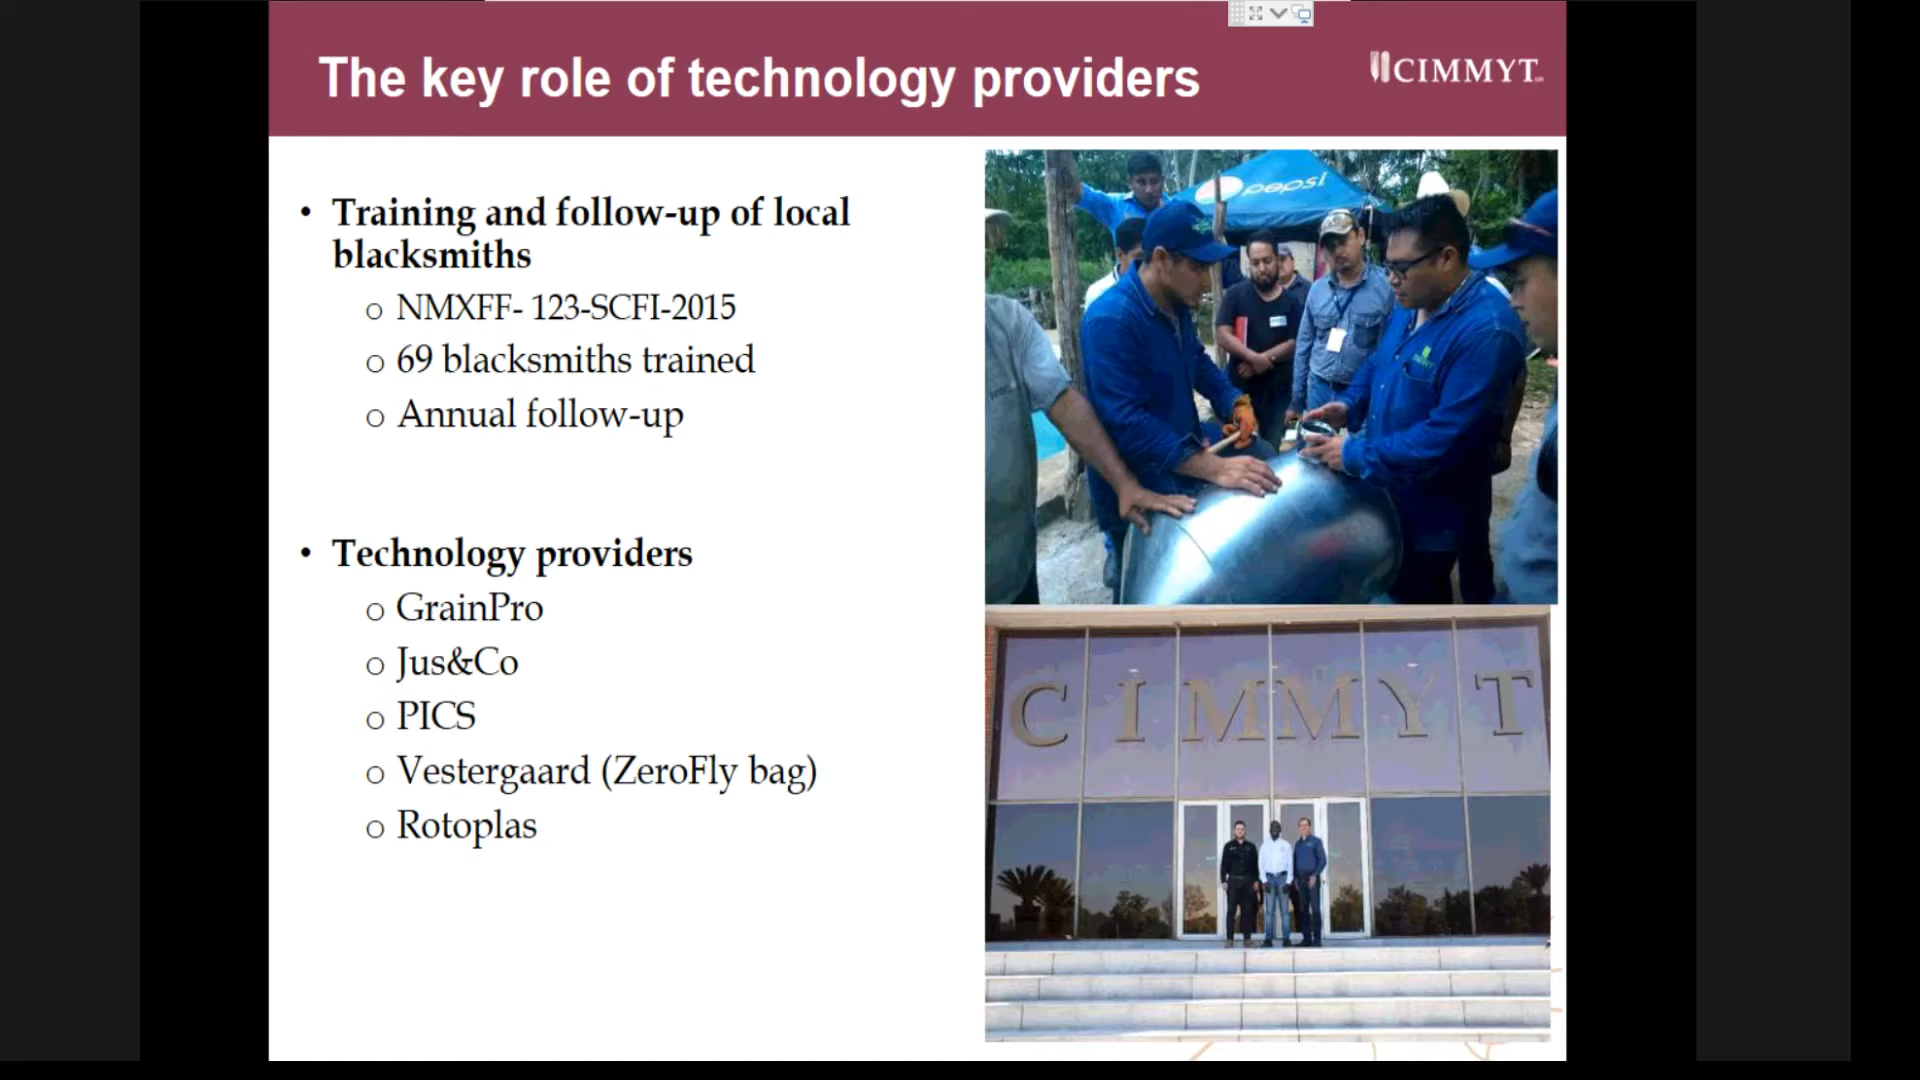 The key role of technology providers
CIMMYT
• Training and follow-up of local
blacksmiths
o NMXFF- 123-SCFI-2015
o 69 blacksmiths trained
o Annual follow-up
• Technology providers
o GrainPro
o Jus&Co
o PICS
o Vestergaard (ZeroFly bag)
o Rotoplas
pepsi
CIMMYT